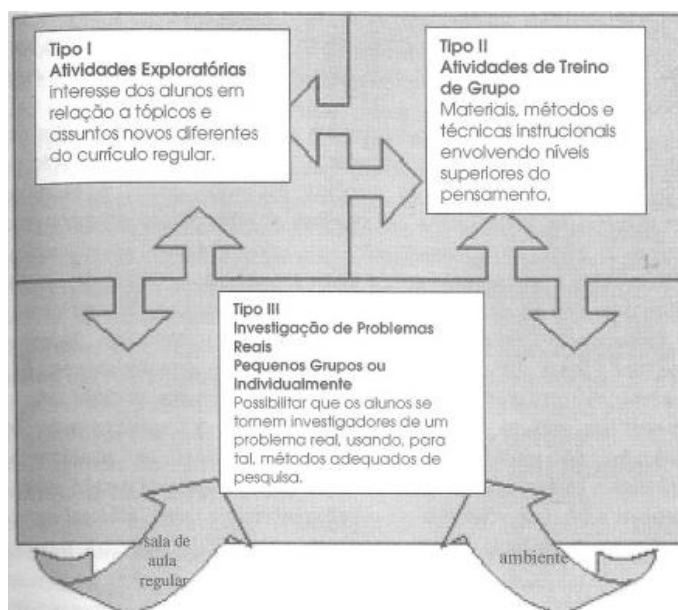 Tipo I
Atividades Exploratórias
interesse dos alunos em
relação a tópicos e
assuntos novos diferentes
do currículo regular.
Tipo II
Atividades de Treino
de Grupo
Materiais, métodos e
técnicas instrucionais
envolvendo níveis
superiores do
pensamento.
Tipo III
Investigação de Problemas
Reais
Pequenos Grupos ou
Individualmente
Possibilitar que os alunos se
tornem investigadores de um
problema real, usando, para
tal, métodos adequados de
pesquisa.
sala de
aula
regular
ambiente